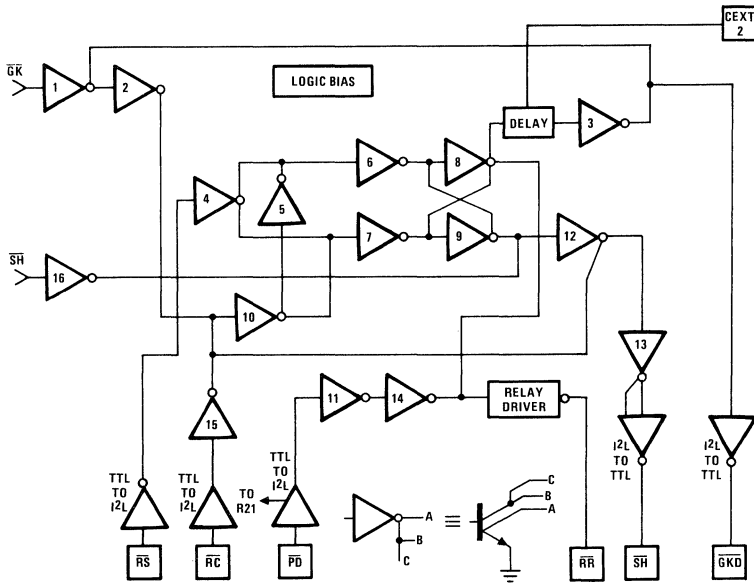 CEXT
2
GK
1
2
LOGIC BIAS
DELAY
3
4
5
6
8
7
9
12
SH
16
10
13
11
14
RELAY
DRIVER
15
TTL
TO
I²L
TTL
TO
I²L
TTL
TO
I²L
TO
R21
I²L
TO
TTL
I²L
TO
TTL
A
B
C
≡
C
B
A
RS
RC
PD
RR
SH
GKD